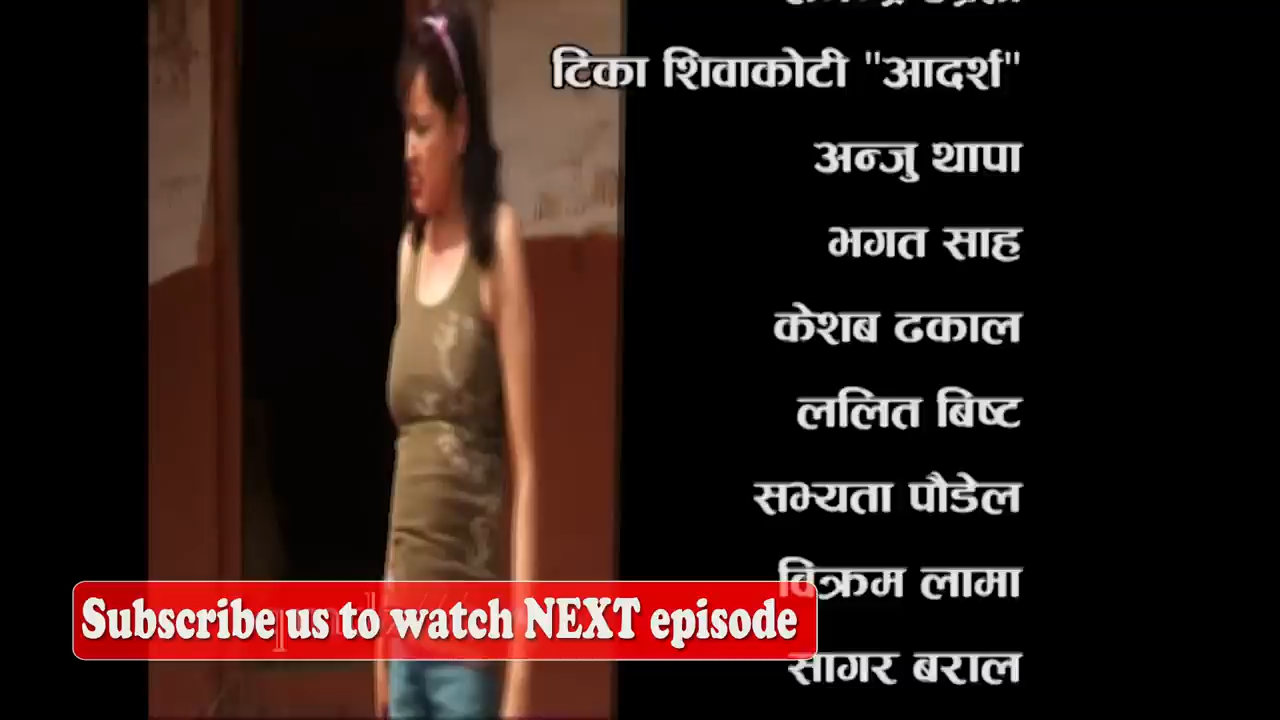 टिका शिवाकोटी "आदर्श"
अन्जु थापा
भगत साह
केशब ढकाल
ललित बिष्ट
सभ्यता पौडेल
विक्रम लामा
Subscribe us to watch NEXT episode
सागर बराल